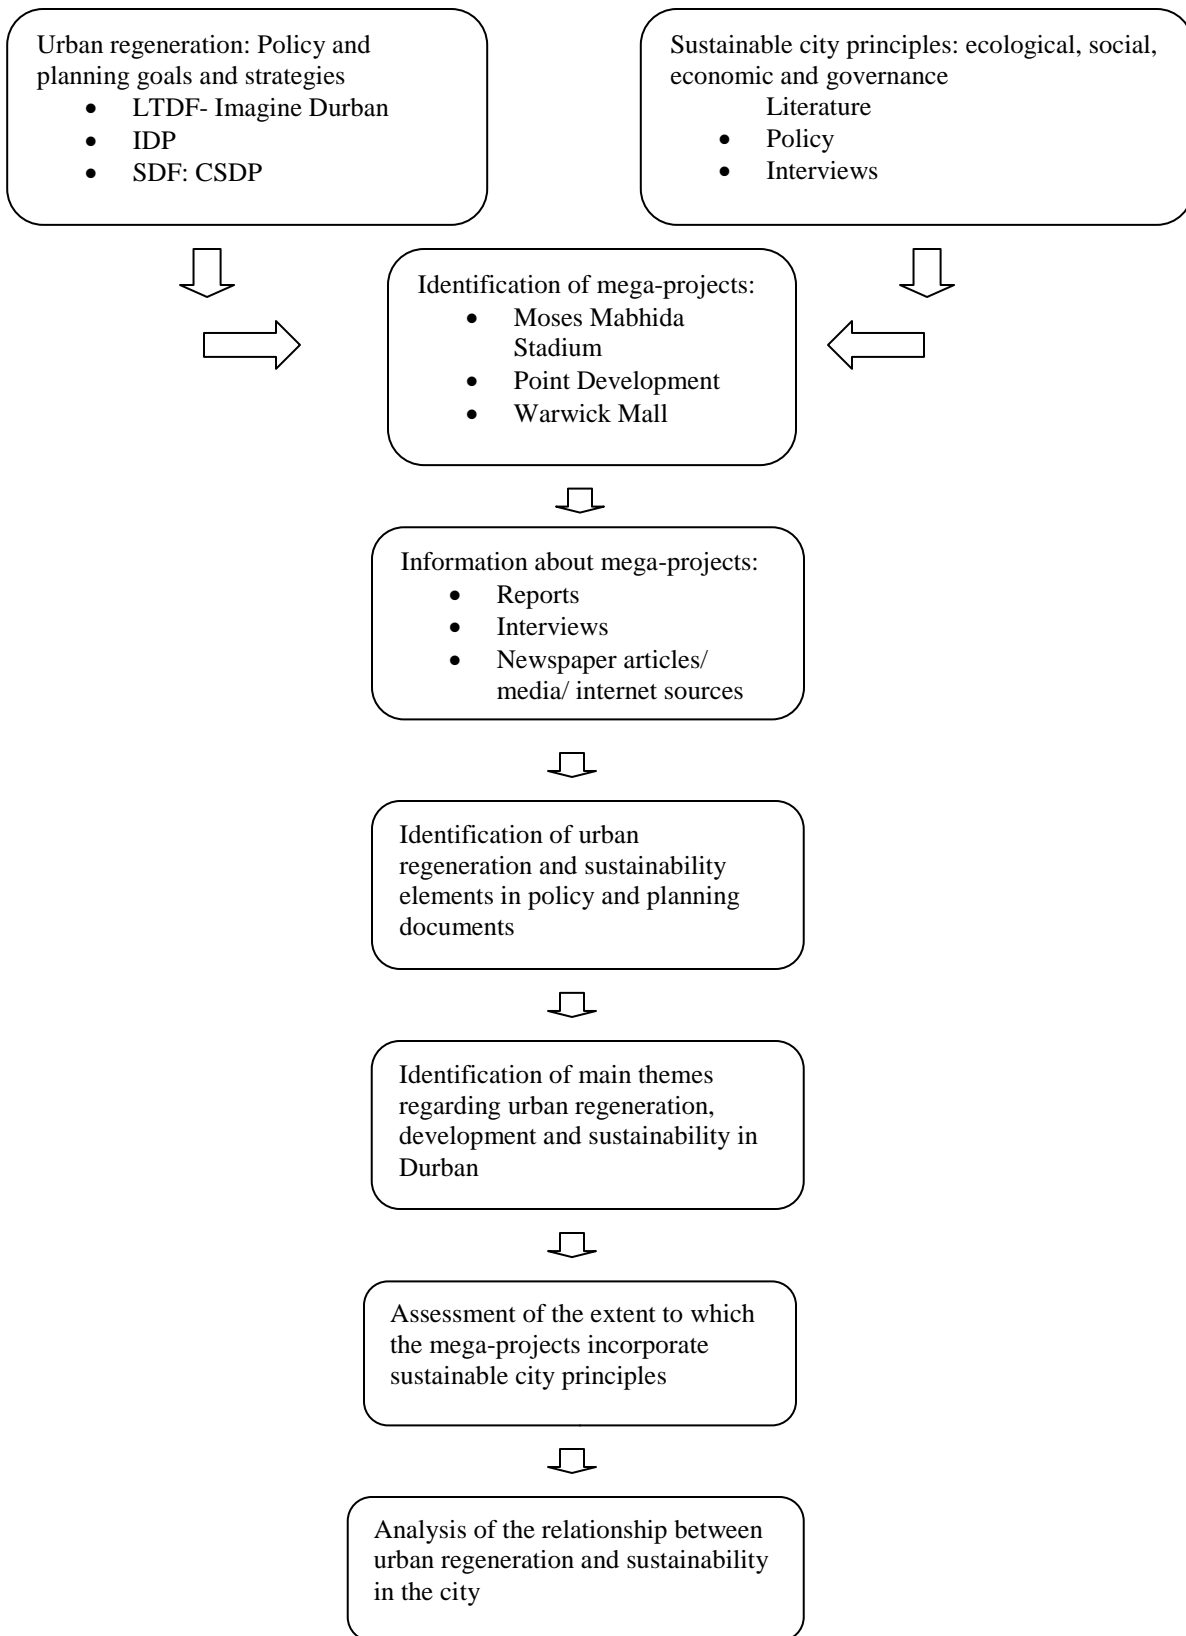 Urban regeneration: Policy and
planning goals and strategies
• LTDF- Imagine Durban
• IDP
• SDF: CSDP
Sustainable city principles: ecological, social,
economic and governance
Literature
• Policy
• Interviews
Identification of mega-projects:
• Moses Mabhida
Stadium
• Point Development
• Warwick Mall
Information about mega-projects:
• Reports
• Interviews
• Newspaper articles/
media/ internet sources
Identification of urban
regeneration and sustainability
elements in policy and planning
documents
Identification of main themes
regarding urban regeneration,
development and sustainability in
Durban
Assessment of the extent to which
the mega-projects incorporate
sustainable city principles
Analysis of the relationship between
urban regeneration and sustainability
in the city